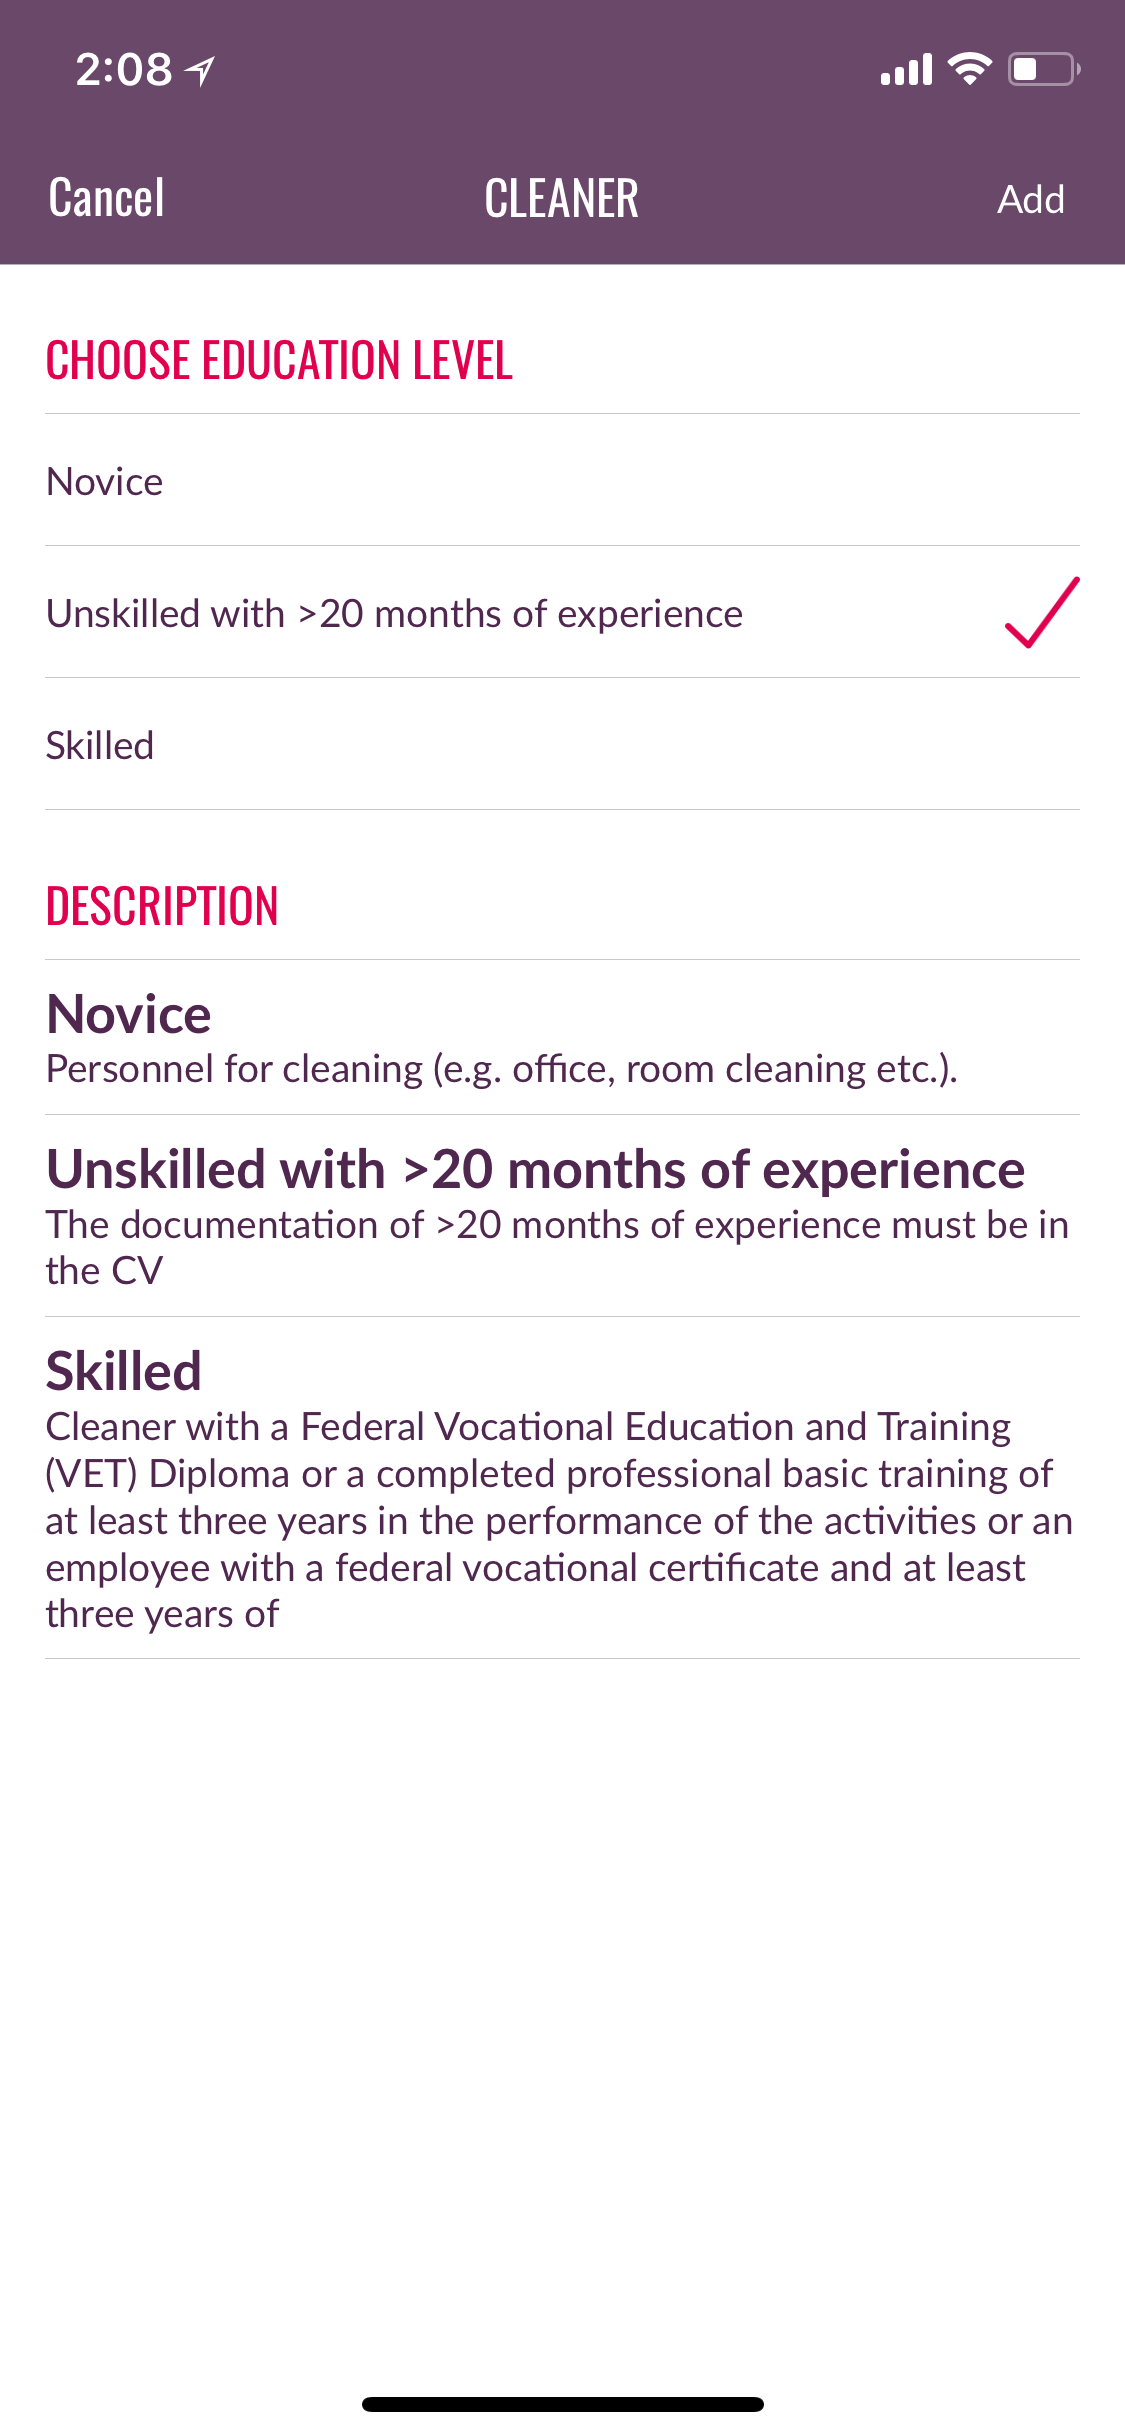 2:08
Cancel
CLEANER
Add
CHOOSE EDUCATION LEVEL
Novice
Unskilled with >20 months of experience
Skilled
DESCRIPTION
Novice
Personnel for cleaning (e.g. office, room cleaning etc.).
Unskilled with >20 months of experience
The documentation of >20 months of experience must be in
the CV
Skilled
Cleaner with a Federal Vocational Education and Training
(VET) Diploma or a completed professional basic training of
at least three years in the performance of the activities or an
employee with a federal vocational certificate and at least
three years of